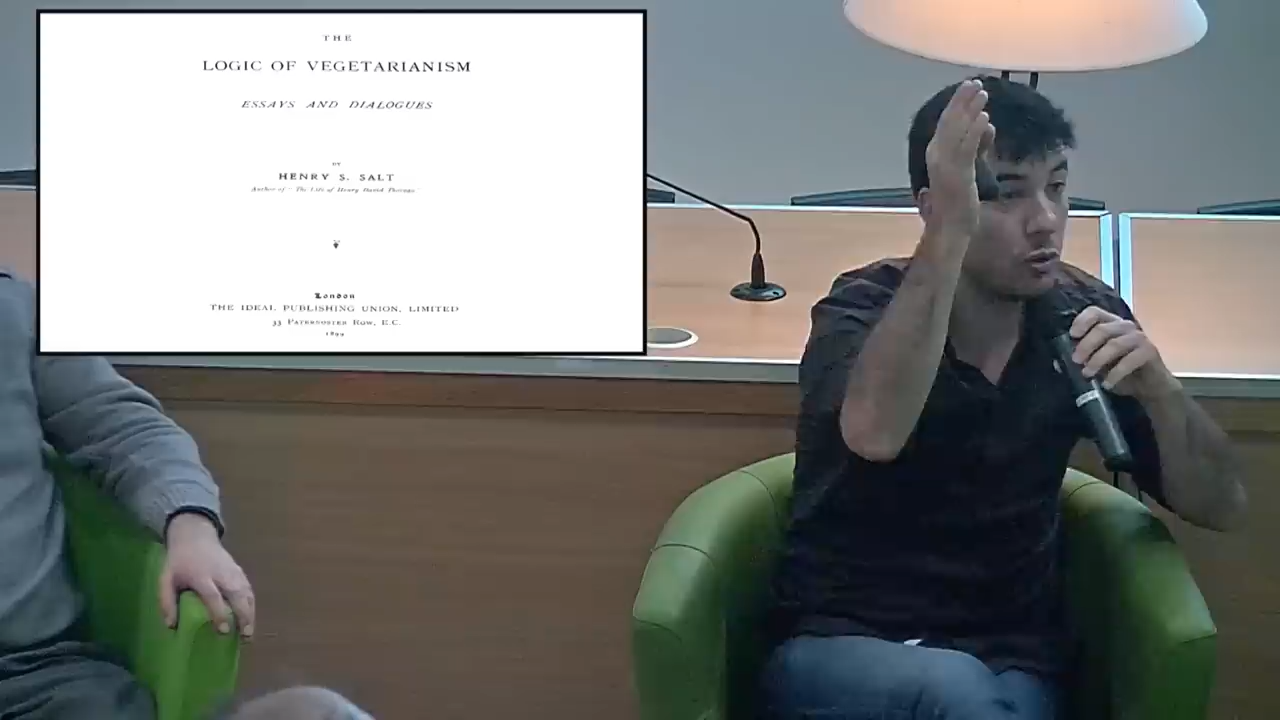 THE
LOGIC OF VEGETARIANISM
ESSAYS AND DIALOGUES
BY
HENRY S. SALT
Author of "The Life of Henry David Thoreau"
London
THE IDEAL PUBLISHING UNION, LIMITED
33 Paternoster Row, E.C.
1899